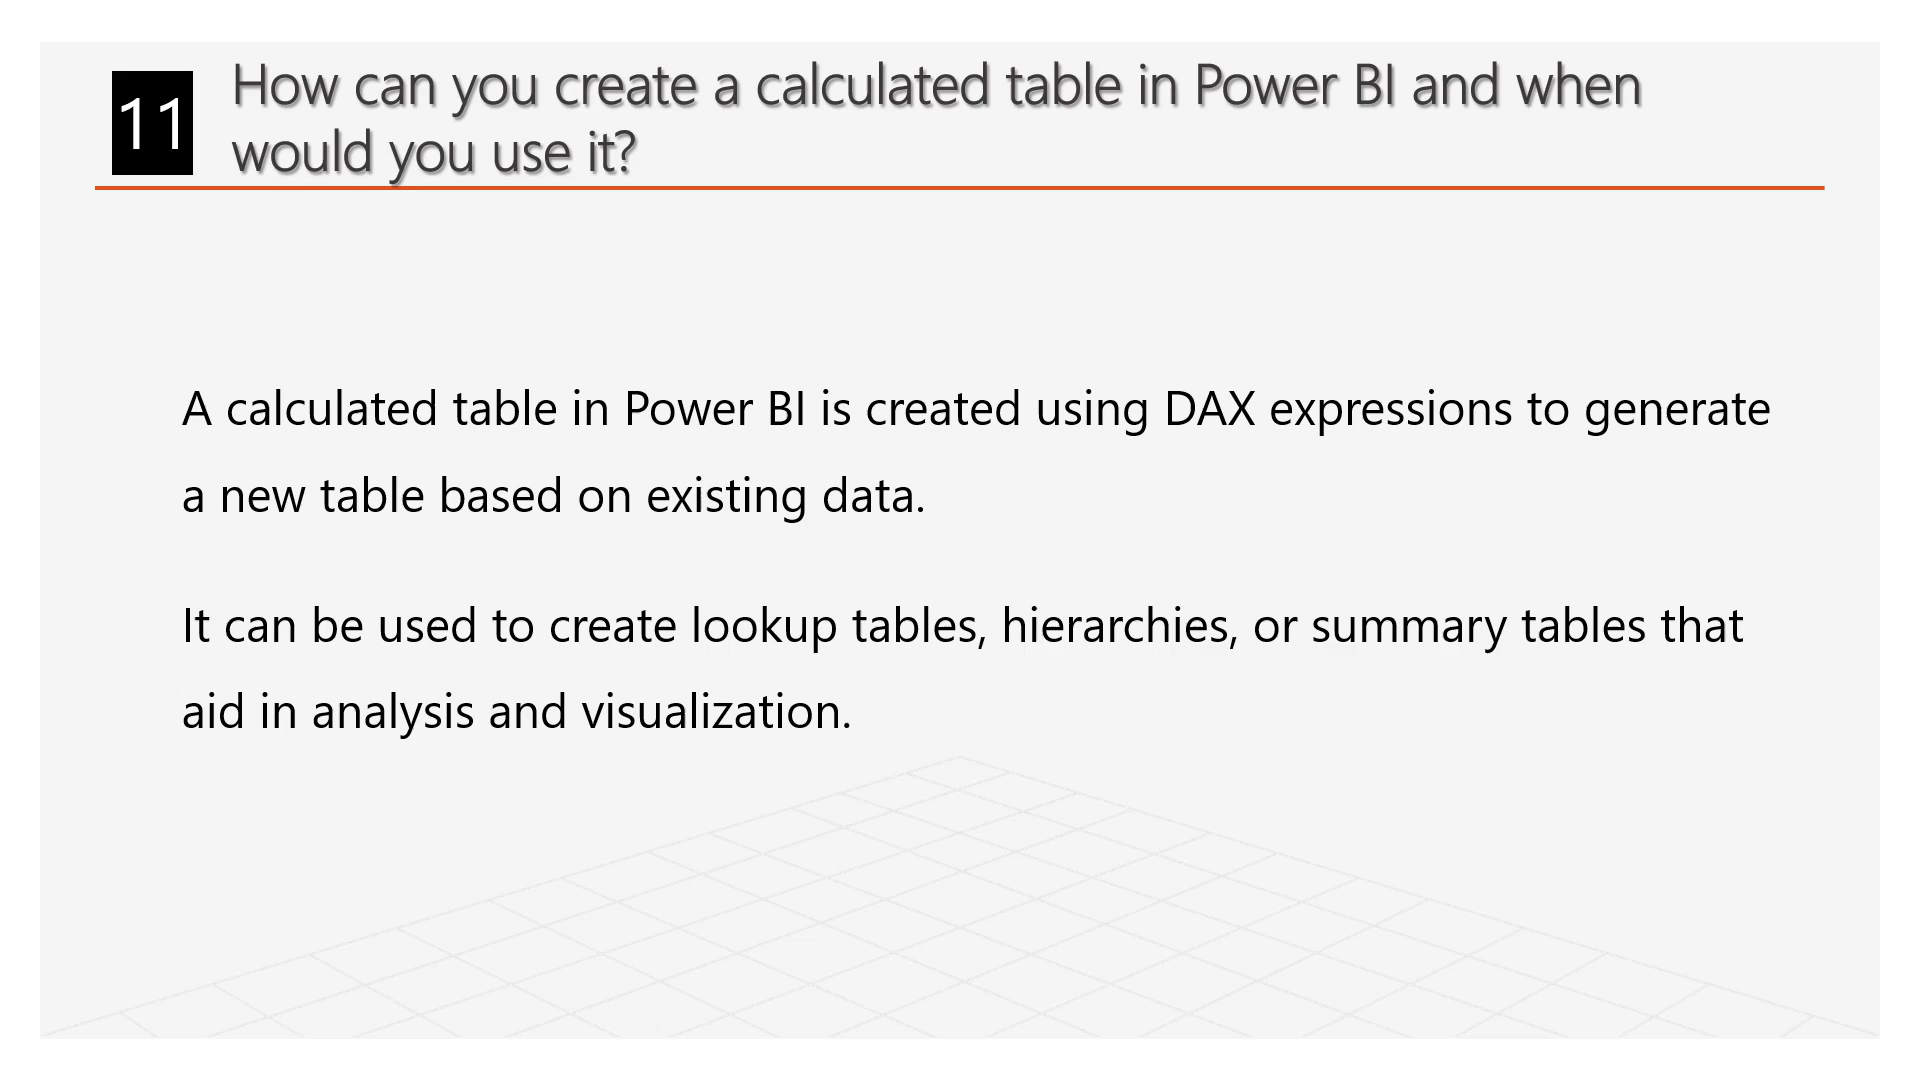 11
How can you create a calculated table in Power BI and when
would you use it?
A calculated table in Power BI is created using DAX expressions to generate
a new table based on existing data.
It can be used to create lookup tables, hierarchies, or summary tables that
aid in analysis and visualization.